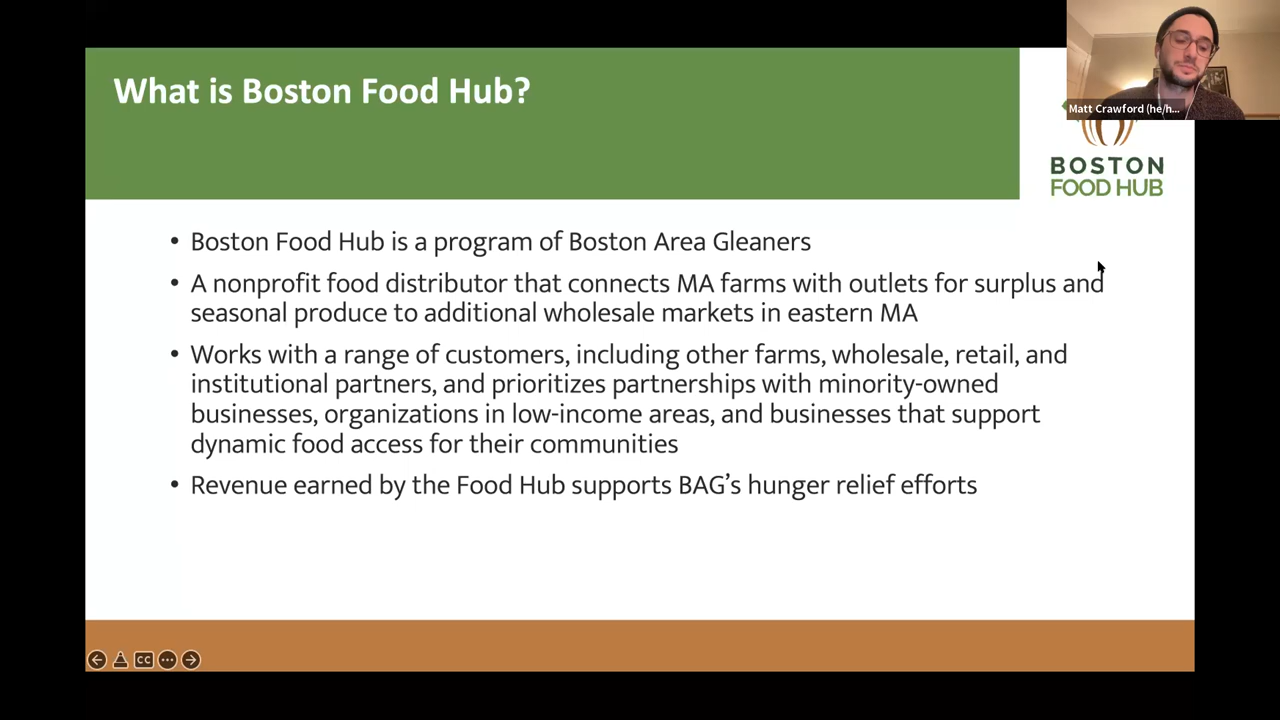 What is Boston Food Hub?
Matt Crawford (he/h...
BOSTON
FOOD HUB
• Boston Food Hub is a program of Boston Area Gleaners
• A nonprofit food distributor that connects MA farms with outlets for surplus and
seasonal produce to additional wholesale markets in eastern MA
• Works with a range of customers, including other farms, wholesale, retail, and
institutional partners, and prioritizes partnerships with minority-owned
businesses, organizations in low-income areas, and businesses that support
dynamic food access for their communities
• Revenue earned by the Food Hub supports BAG’s hunger relief efforts
CC